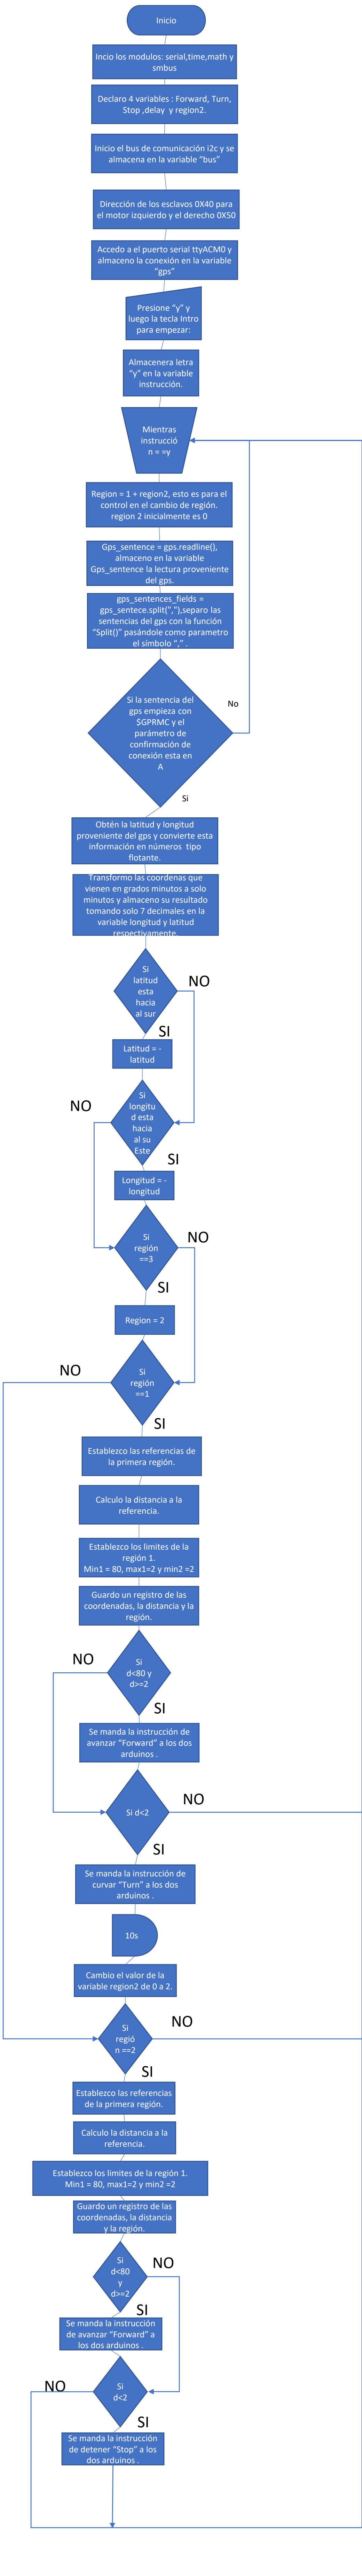 Inicio
Incio los modulos: serial,time,math y
smbus
Declaro 4 variables : Forward, Turn,
Stop ,delay y region2.
Inicio el bus de comunicación i2c y se
almacena en la variable “bus”
Dirección de los esclavos 0X40 para
el motor izquierdo y el derecho 0X50
Accedo a el puerto serial ttyACM0 y
almaceno la conexión en la variable
“gps”
Presione “y” y
luego la tecla Intro
para empezar:
Almacenera letra
“y” en la variable
instrucción.
Mientras
instrucció
n = =y
Region = 1 + region2, esto es para el
control en el cambio de región.
region 2 inicialmente es 0
Gps_sentence = gps.readline(),
almaceno en la variable
Gps_sentence la lectura proveniente
del gps.
gps_sentences_fields =
gps_sentece.split(“,”),separo las
sentencias del gps con la función
“Split()” pasándole como parametro
el símbolo “,” .
Si la sentencia del
gps empieza con
$GPRMC y el
parámetro de
confirmación de
conexión esta en
A
No
Si
Obtén la latitud y longitud
proveniente del gps y convierte esta
información en números tipo
flotante.
Transformo las coordenas que
vienen en grados minutos a solo
minutos y almaceno su resultado
tomando solo 7 decimales en la
variable longitud y latitud
respectivamente.
Si
latitud
esta
hacia
al sur
NO
SI
Latitud = -
latitud
Si
longitu
d esta
hacia
al su
Este
NO
SI
Longitud = -
longitud
Si
región
==3
NO
SI
Region = 2
Si
región
==1
NO
SI
Establezco las referencias de
la primera región.
Calculo la distancia a la
referencia.
Establezco los limites de la
región 1.
Min1 = 80, max1=2 y min2 =2
Guardo un registro de las
coordenadas, la distancia y la
región.
Si
d<80 y
d>=2
NO
SI
Se manda la instrucción de
avanzar “Forward” a los dos
arduinos .
Si d<2
NO
SI
Se manda la instrucción de
curvar “Turn” a los dos
arduinos .
10s
Cambio el valor de la
variable region2 de 0 a 2.
Si
regió
n ==2
NO
SI
Establezco las referencias
de la primera región.
Calculo la distancia a la
referencia.
Establezco los limites de la región 1.
Min1 = 80, max1=2 y min2 =2
Guardo un registro de las
coordenadas, la distancia
y la región.
Si
d<80
y
d>=2
NO
SI
Se manda la instrucción
de avanzar “Forward” a
los dos arduinos .
Si
d<2
NO
SI
Se manda la instrucción
de detener “Stop” a los
dos arduinos .